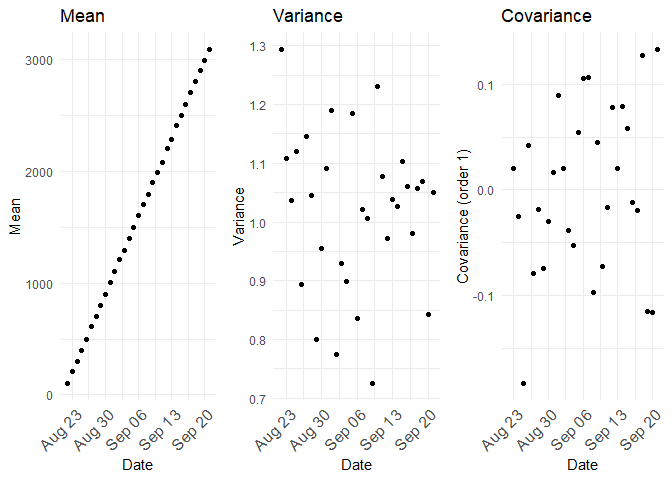 Mean
Mean
3000
2000
1000
0
Aug 23
Aug 30
Sep 06
Sep 13
Sep 20
Date
Variance
Variance
1.3
1.2
1.1
1.0
0.9
0.8
0.7
Aug 23
Aug 30
Sep 06
Sep 13
Sep 20
Date
Covariance
Covariance (order 1)
0.1
0.0
-0.1
Aug 23
Aug 30
Sep 06
Sep 13
Sep 20
Date